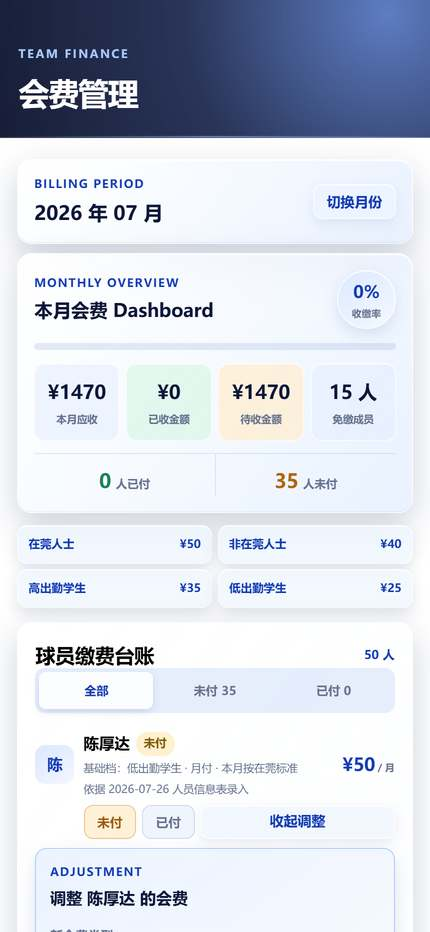 TEAM FINANCE
会费管理
BILLING PERIOD
2026 年 07 月
切换月份
MONTHLY OVERVIEW
本月会费 Dashboard
0%
收缴率
¥1470
本月应收
¥0
已收金额
¥1470
待收金额
15 人
免缴成员
0 人已付
35 人未付
在莞人士 ¥50
非在莞人士 ¥40
高出勤学生 ¥35
低出勤学生 ¥25
球员缴费台账 50 人
全部 未付 35 已付 0
陈
陈厚达 未付
基础档：低出勤学生 · 月付 · 本月按在莞标准
依据 2026-07-26 人员信息表录入
¥50 / 月
未付 已付 收起调整
ADJUSTMENT
调整 陈厚达 的会费